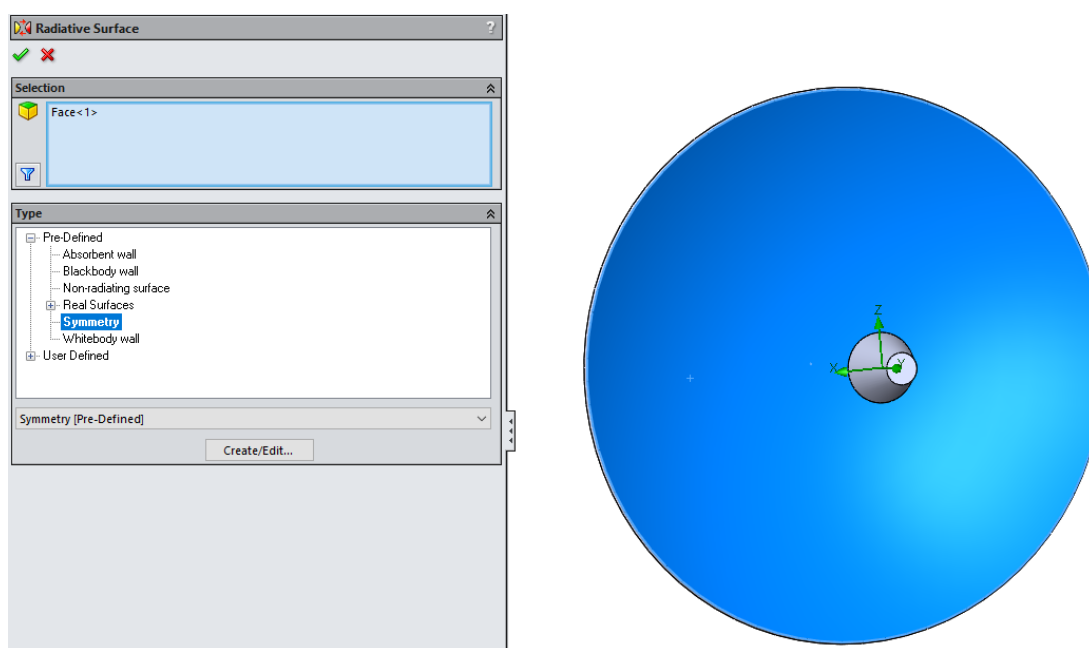 Radiative Surface
?
Selection
Face<1>
Type
Pre-Defined
Absorbent wall
Blackbody wall
Non-radiating surface
Real Surfaces
Symmetry
Whitebody wall
User Defined
Symmetry [Pre-Defined]
Create/Edit...
Z
X
Y